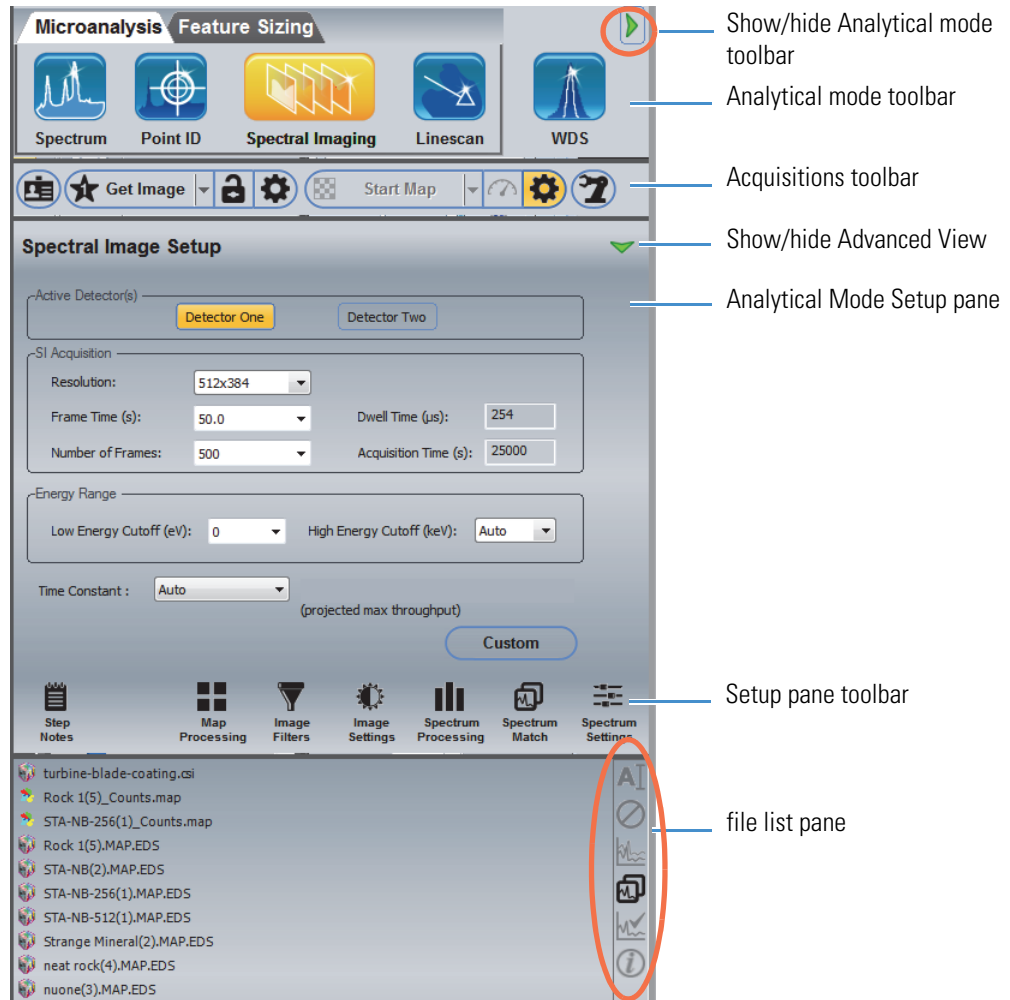 Microanalysis Feature Sizing
Show/hide Analytical mode
toolbar
Analytical mode toolbar
Spectrum Point ID Spectral Imaging Linescan WDS
Get Image Start Map
Acquisitions toolbar
Spectral Image Setup
Show/hide Advanced View
Analytical Mode Setup pane
Active Detector(s)
Detector One Detector Two
SI Acquisition
Resolution: 512x384
Frame Time (s): 50.0 Dwell Time (µs): 254
Number of Frames: 500 Acquisition Time (s): 25000
Energy Range
Low Energy Cutoff (eV): 0 High Energy Cutoff (keV): Auto
Time Constant : Auto
(projected max throughput)
Custom
Setup pane toolbar
Step
Notes
Map
Processing
Image
Filters
Image
Settings
Spectrum
Processing
Spectrum
Match
Spectrum
Settings
turbine-blade-coating.csi
Rock 1(5)_Counts.map
STA-NB-256(1)_Counts.map
file list pane
Rock 1(5).MAP.EDS
STA-NB(2).MAP.EDS
STA-NB-256(1).MAP.EDS
STA-NB-512(1).MAP.EDS
Strange Mineral(2).MAP.EDS
neat rock(4).MAP.EDS
nuone(3).MAP.EDS
A
i